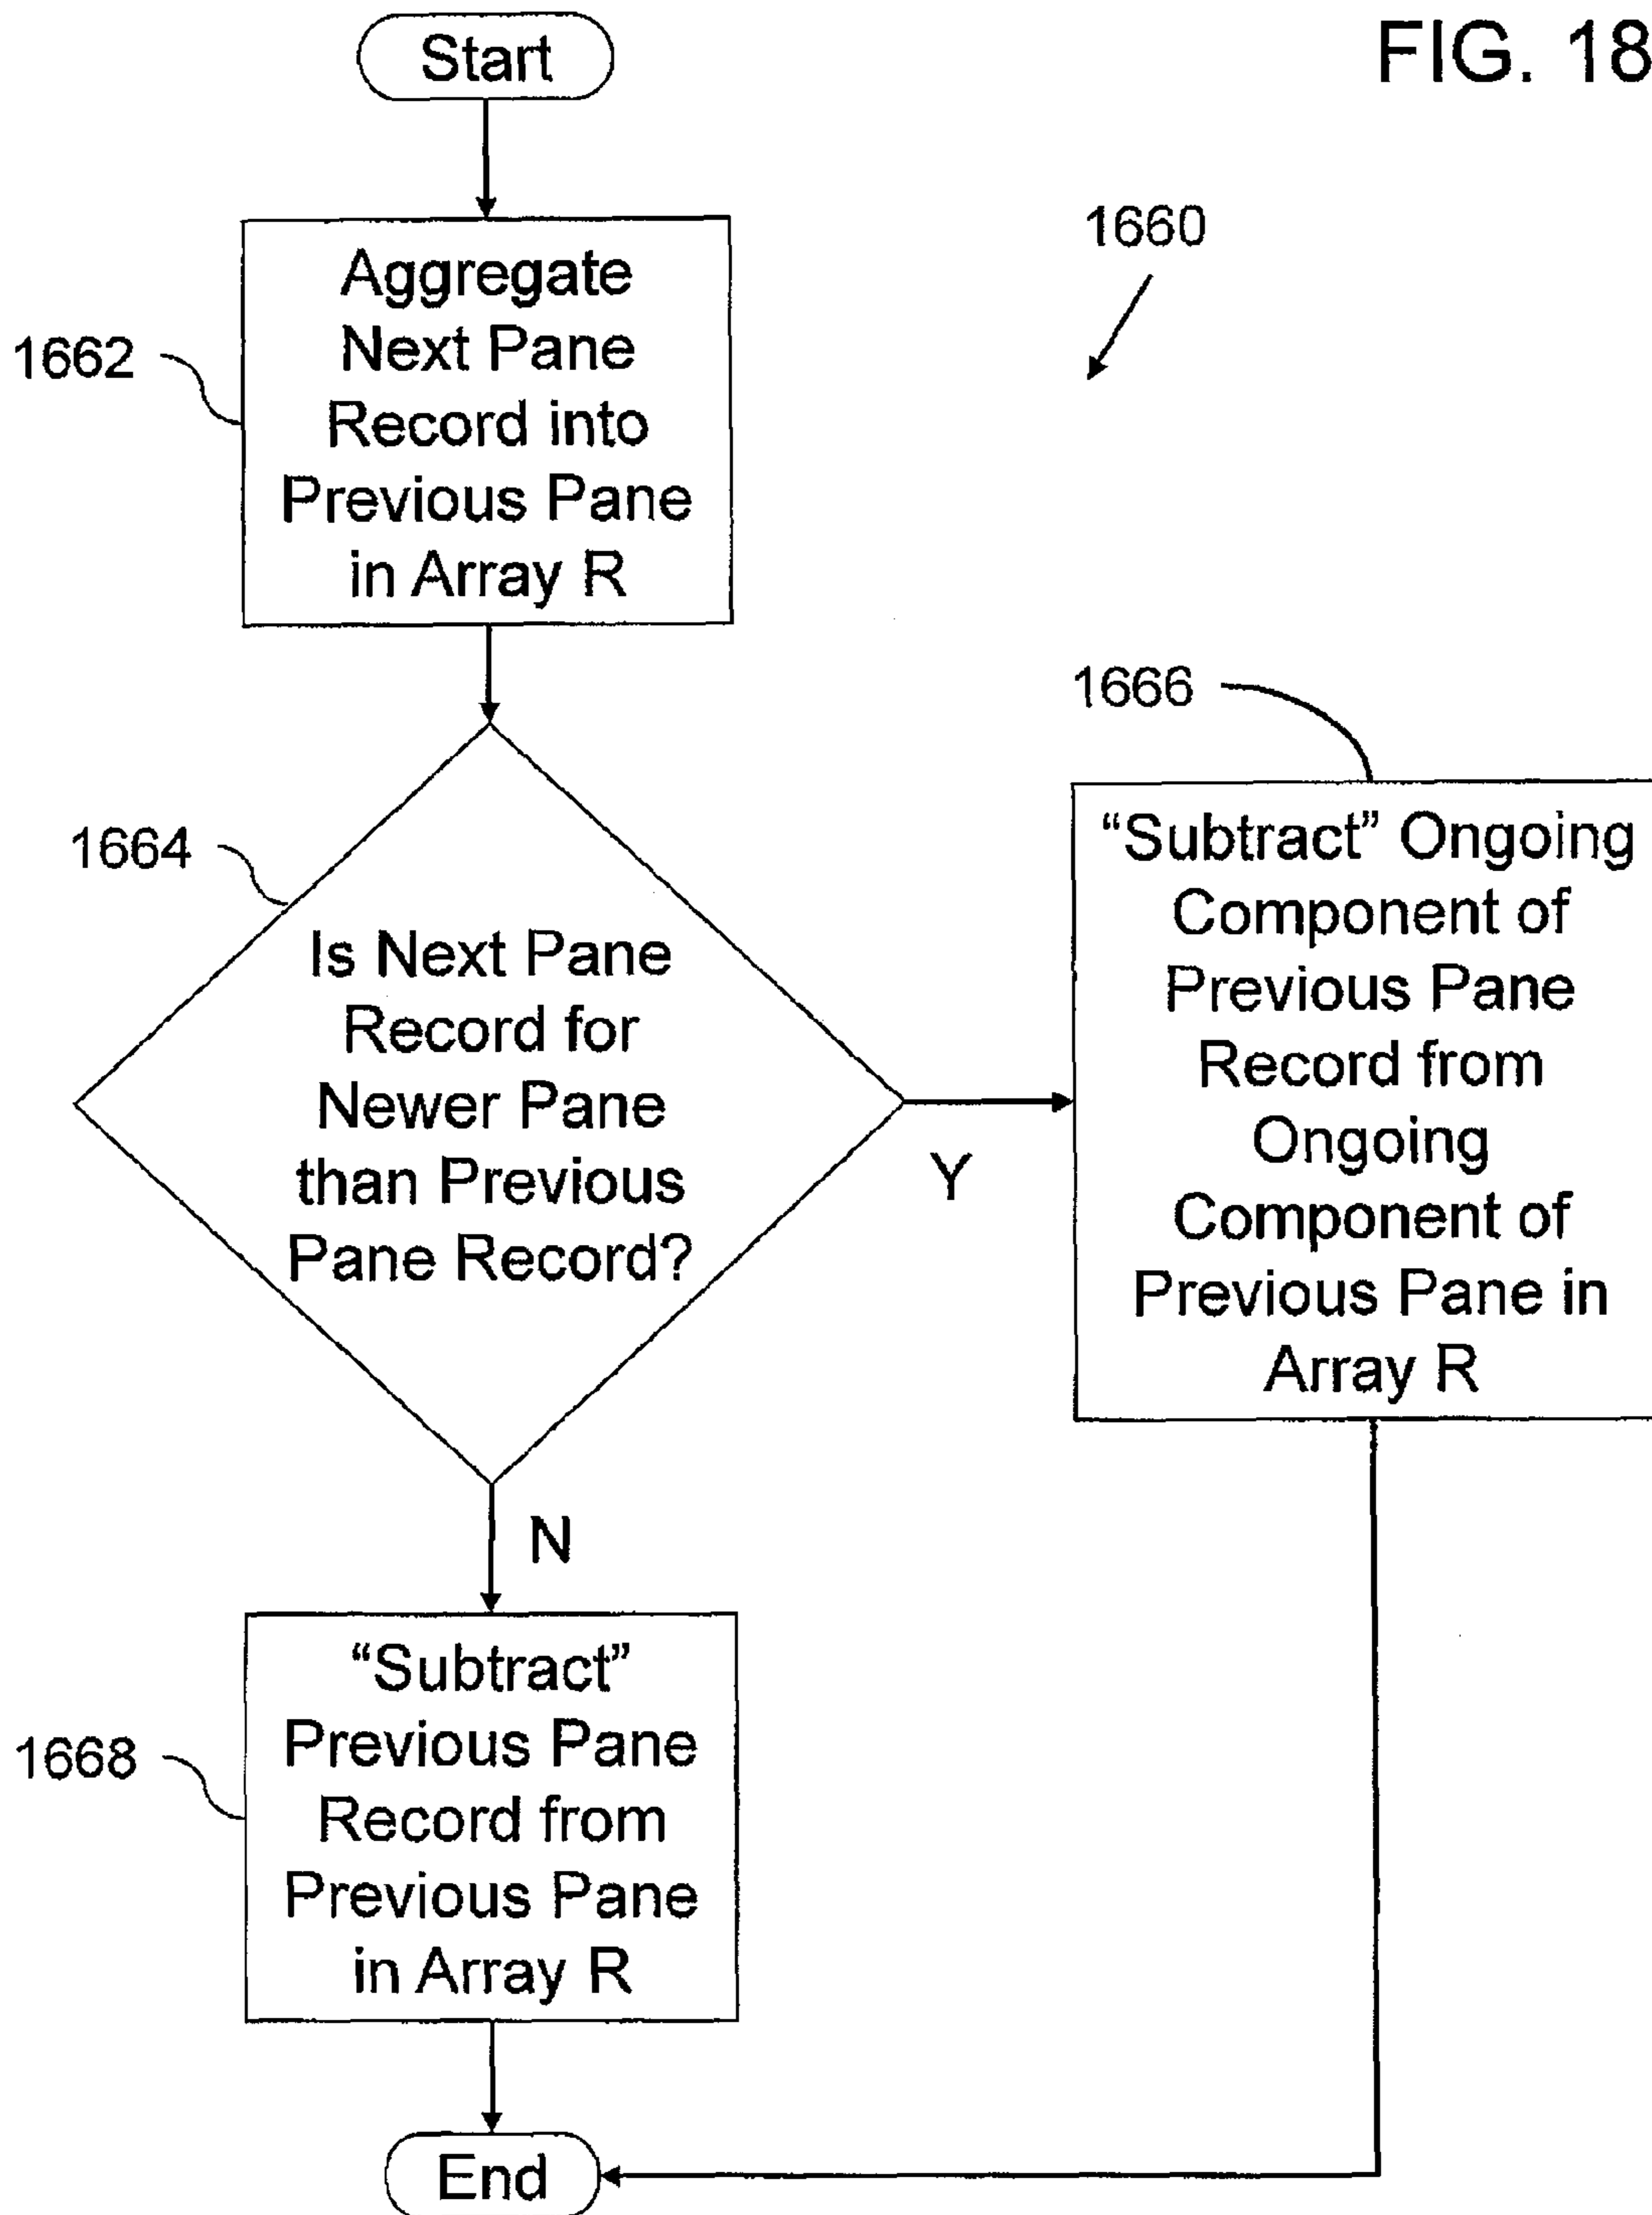 FIG. 18
Start
1660
1662
Aggregate
Next Pane
Record into
Previous Pane
in Array R
1664
Is Next Pane
Record for
Newer Pane
than Previous
Pane Record?
Y
N
1666
“Subtract” Ongoing
Component of
Previous Pane
Record from
Ongoing
Component of
Previous Pane in
Array R
1668
“Subtract”
Previous Pane
Record from
Previous Pane
in Array R
End